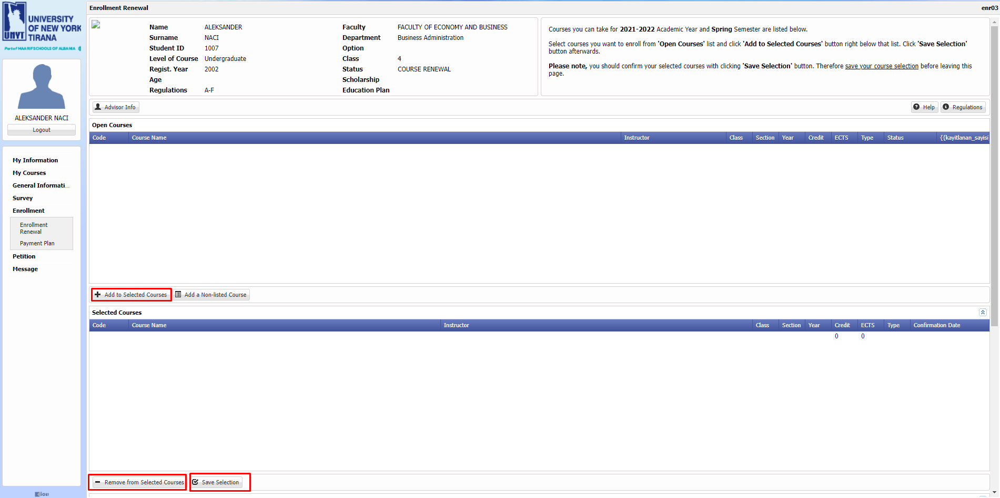 UNIVERSITY
OF NEW YORK
TIRANA
UNYT
Part of MAARIF SCHOOLS OF ALBANIA
ALEKSANDER NACI
Logout
My Information
My Courses
General Informati...
Survey
Enrollment
Enrollment
Renewal
Payment Plan
Petition
Message
Enrollment Renewal
enr03
Name ALEKSANDER
Surname NACI
Student ID 1007
Level of Course Undergraduate
Regist. Year 2002
Age
Regulations A-F
Faculty FACULTY OF ECONOMY AND BUSINESS
Department Business Administration
Option
Class 4
Status COURSE RENEWAL
Scholarship
Education Plan
Courses you can take for 2021-2022 Academic Year and Spring Semester are listed below.
Select courses you want to enroll from 'Open Courses' list and click 'Add to Selected Courses' button right below that list. Click 'Save Selection'
button afterwards.
Please note, you should confirm your selected courses with clicking 'Save Selection' button. Therefore save your course selection before leaving this
page.
Advisor Info
Help Regulations
Open Courses
Code Course Name Instructor Class Section Year Credit ECTS Type Status {{kayitlanan_sayisi
Add to Selected Courses Add a Non-listed Course
Selected Courses
Code Course Name Instructor Class Section Year Credit ECTS Type Confirmation Date
0 0
Remove from Selected Courses Save Selection